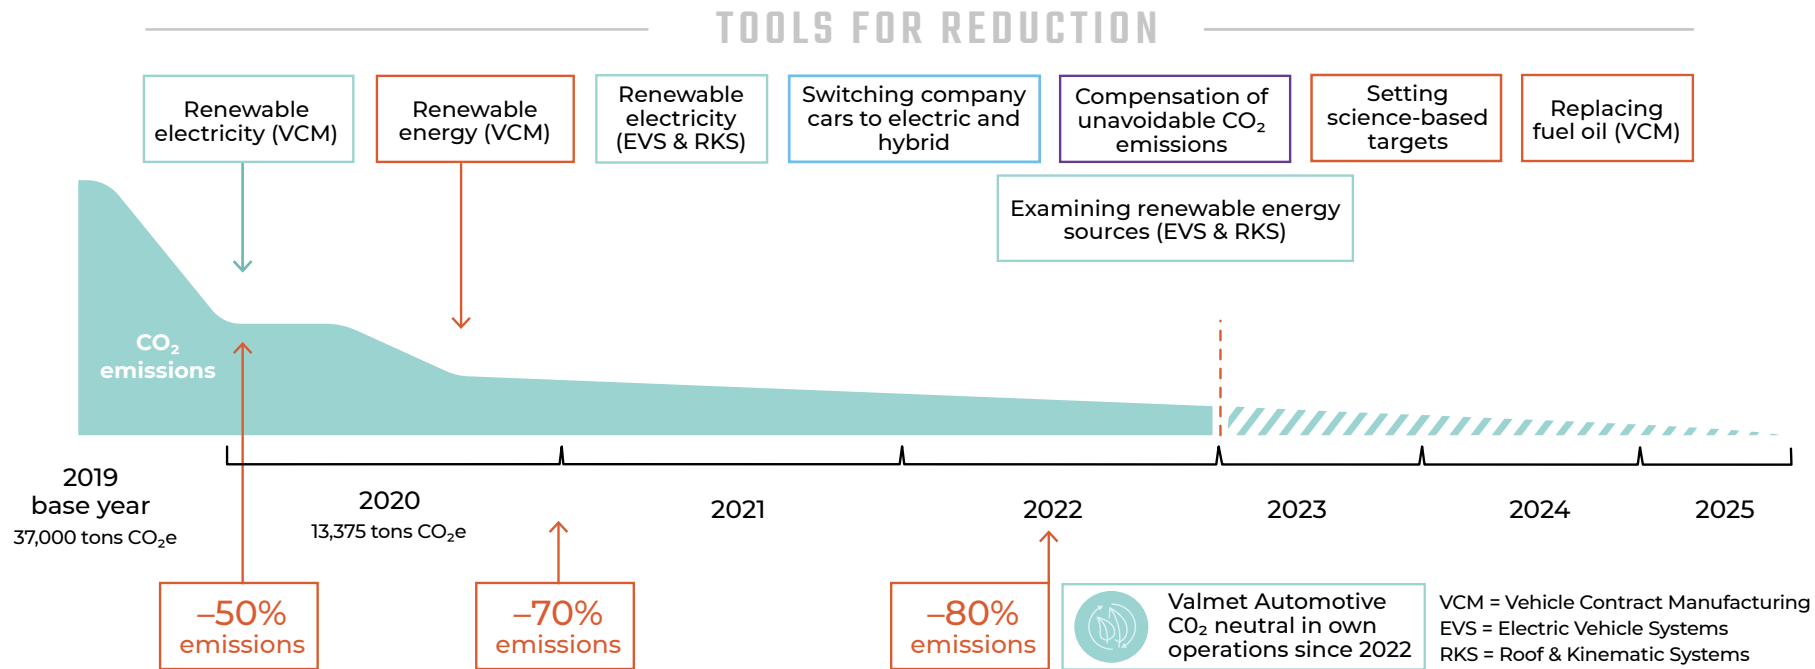 TOOLS FOR REDUCTION
Renewable
electricity (VCM)
Renewable
energy (VCM)
Renewable
electricity
(EVS & RKS)
Switching company
cars to electric and
hybrid
Compensation of
unavoidable CO₂
emissions
Setting
science-based
targets
Replacing
fuel oil (VCM)
Examining renewable energy
sources (EVS & RKS)
CO₂
emissions
2019
base year
37,000 tons CO₂e
2020
13,375 tons CO₂e
2021
2022
2023
2024
2025
–50%
emissions
–70%
emissions
–80%
emissions
Valmet Automotive
C0₂ neutral in own
operations since 2022
VCM = Vehicle Contract Manufacturing
EVS = Electric Vehicle Systems
RKS = Roof & Kinematic Systems